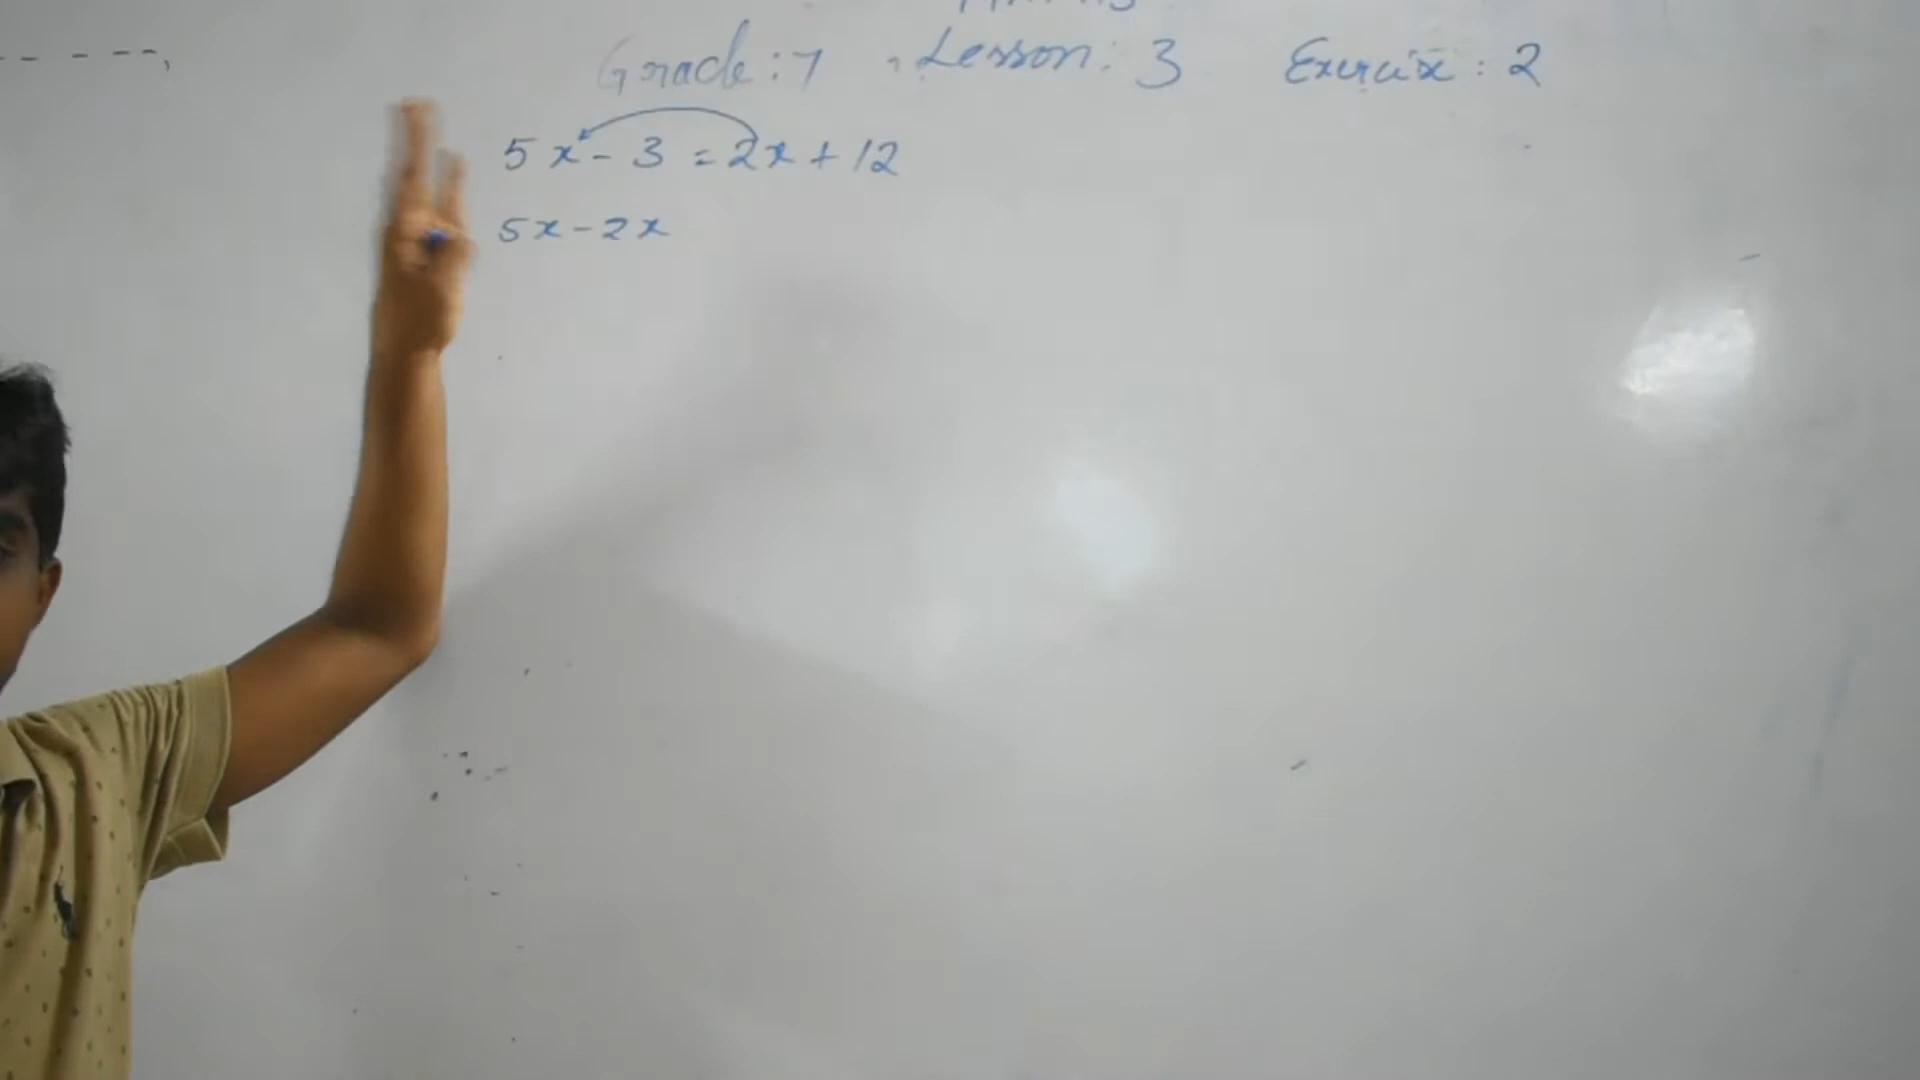 Grade: 7 Lesson: 3 Exercise: 2
5x - 3 = 2x + 12
5x - 2x